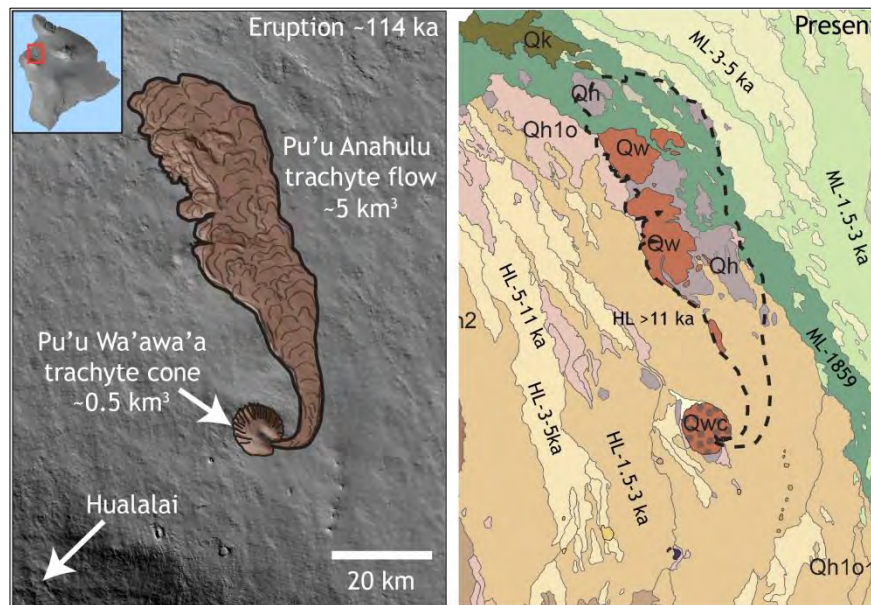 Eruption ~114 ka
Pu'u Anahulu
trachyte flow
~5 km³
Pu'u Wa'awa'a
trachyte cone
~0.5 km³
Hualalai
20 km
Present
Qk
ML-3-5 ka
Qh
Qh1o
Qw
ML-1.5-3 ka
Qw
Qh
HL-5-11 ka
HL >11 ka
n2
ML-1859
HL-3-5ka
Qwc
HL-1.5-3 ka
Qh1o